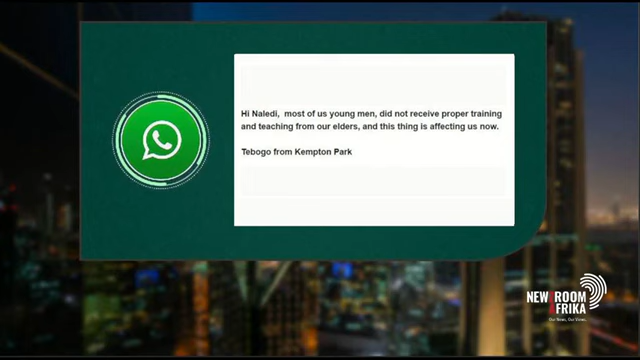 Hi Naledi,  most of us young men, did not receive proper training
and teaching from our elders, and this thing is affecting us now.
Tebogo from Kempton Park
NEWZROOM
AFRIKA
Our News. Our Views.